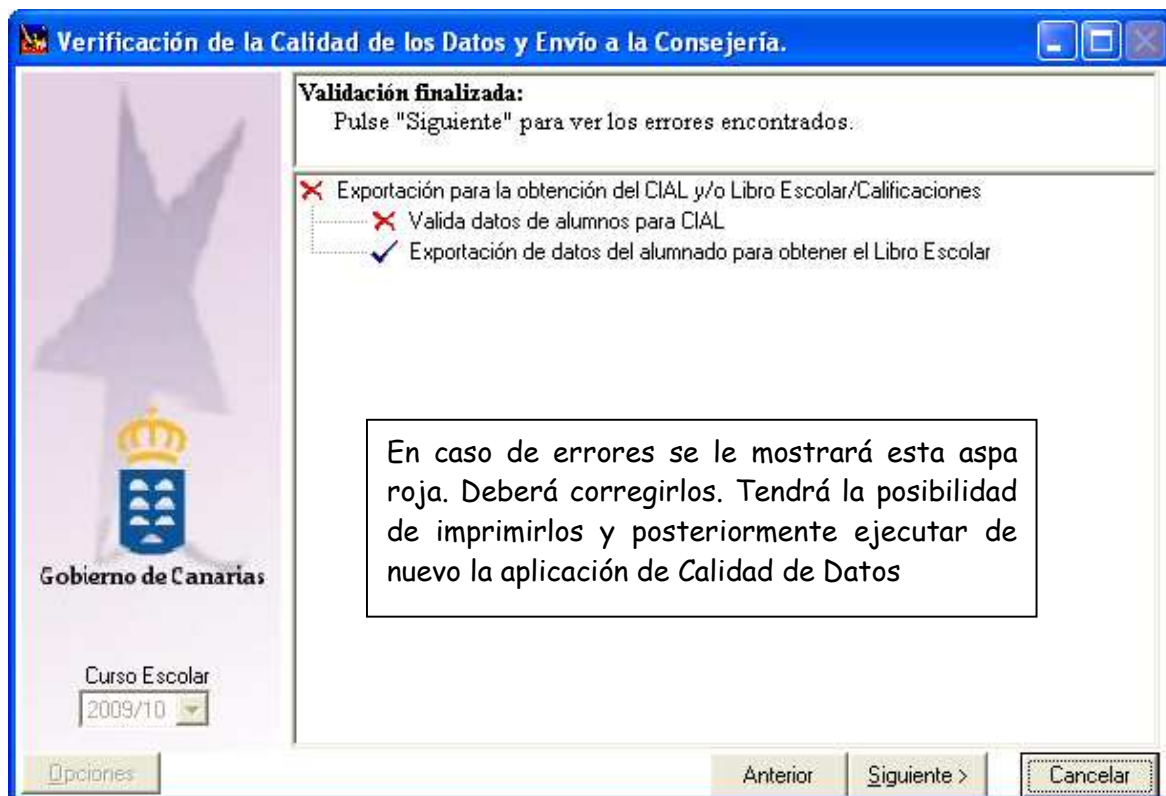 Verificación de la Calidad de los Datos y Envío a la Consejería.
Validación finalizada:
Pulse "Siguiente" para ver los errores encontrados.
Exportación para la obtención del CIAL y/o Libro Escolar/Calificaciones
Valida datos de alumnos para CIAL
Exportación de datos del alumnado para obtener el Libro Escolar
En caso de errores se le mostrará esta aspa
roja. Deberá corregirlos. Tendrá la posibilidad
de imprimirlos y posteriormente ejecutar de
nuevo la aplicación de Calidad de Datos
Gobierno de Canarias
Curso Escolar
2009/10
Opciones
Anterior
Siguiente >
Cancelar